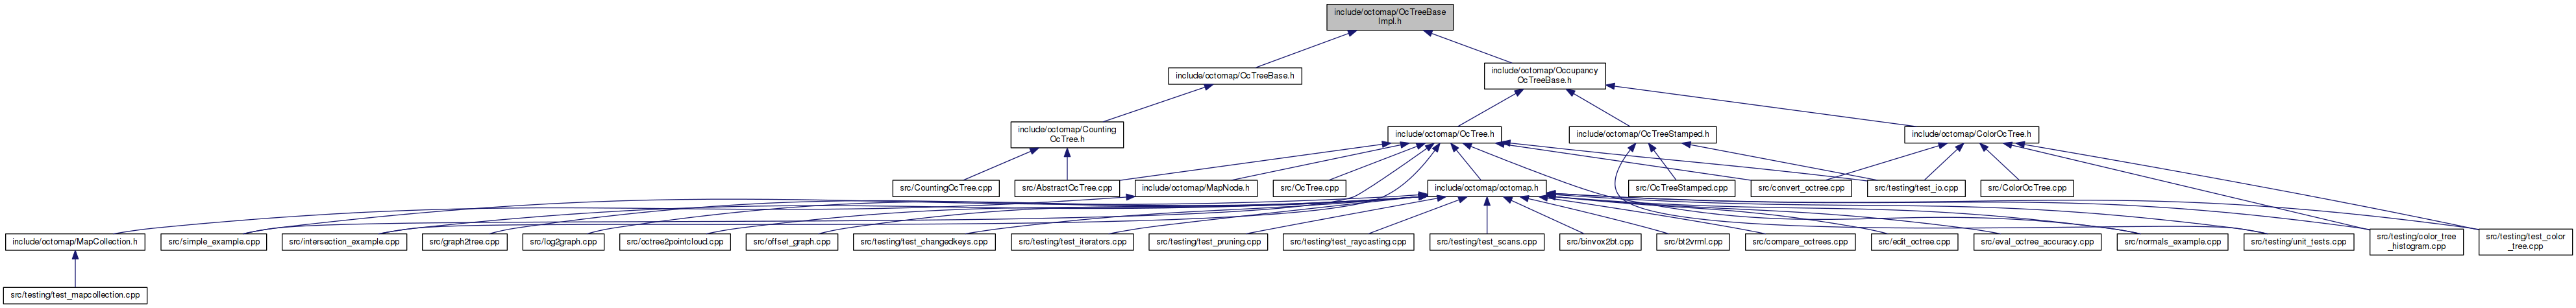 include/octomap/OcTreeBase
Impl.h
include/octomap/OcTreeBase.h
include/octomap/Occupancy
OcTreeBase.h
include/octomap/Counting
OcTree.h
include/octomap/OcTree.h
include/octomap/OcTreeStamped.h
include/octomap/ColorOcTree.h
src/CountingOcTree.cpp
src/AbstractOcTree.cpp
include/octomap/MapNode.h
src/OcTree.cpp
include/octomap/octomap.h
src/OcTreeStamped.cpp
src/convert_octree.cpp
src/testing/test_io.cpp
src/ColorOcTree.cpp
include/octomap/MapCollection.h
src/simple_example.cpp
src/intersection_example.cpp
src/graph2tree.cpp
src/log2graph.cpp
src/octree2pointcloud.cpp
src/offset_graph.cpp
src/testing/test_changedkeys.cpp
src/testing/test_iterators.cpp
src/testing/test_pruning.cpp
src/testing/test_raycasting.cpp
src/testing/test_scans.cpp
src/binvox2bt.cpp
src/bt2vrml.cpp
src/compare_octrees.cpp
src/edit_octree.cpp
src/eval_octree_accuracy.cpp
src/normals_example.cpp
src/testing/unit_tests.cpp
src/testing/color_tree
_histogram.cpp
src/testing/test_color
_tree.cpp
src/testing/test_mapcollection.cpp